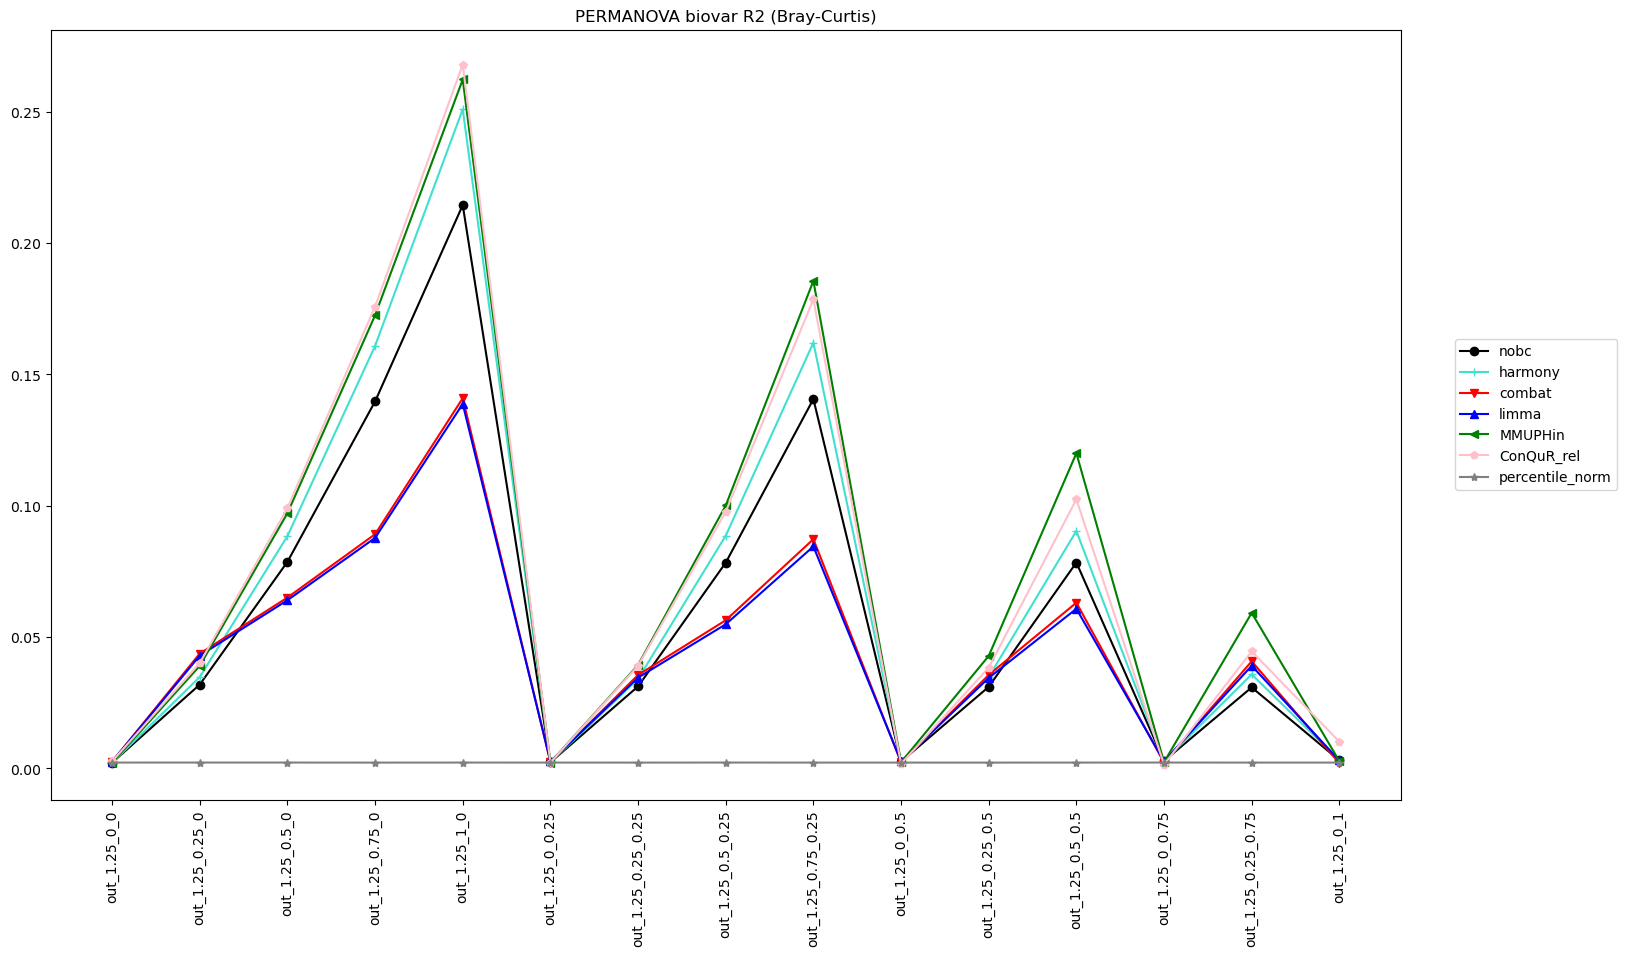 PERMANOVA biovar R2 (Bray-Curtis)
0.25
0.20
0.15
0.10
0.05
0.00
out_1.25_0_0
out_1.25_0.25_0
out_1.25_0.5_0
out_1.25_0.75_0
out_1.25_1_0
out_1.25_0_0.25
out_1.25_0.25_0.25
out_1.25_0.5_0.25
out_1.25_0.75_0.25
out_1.25_0_0.5
out_1.25_0.25_0.5
out_1.25_0.5_0.5
out_1.25_0_0.75
out_1.25_0.25_0.75
out_1.25_0_1
nobc
harmony
combat
limma
MMUPHin
ConQuR_rel
percentile_norm